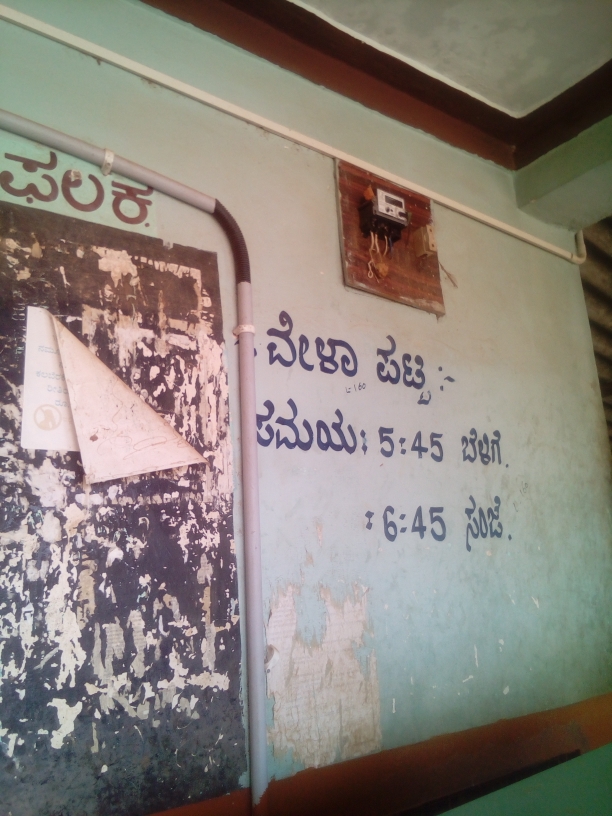 ಫಲಕ.
ವೇಳಾ ಪಟ್ಟಿ :-
ಸಮಯ: 5:45 ಬೆಳಿಗೆ.
: 6:45 ಸಂಜೆ.